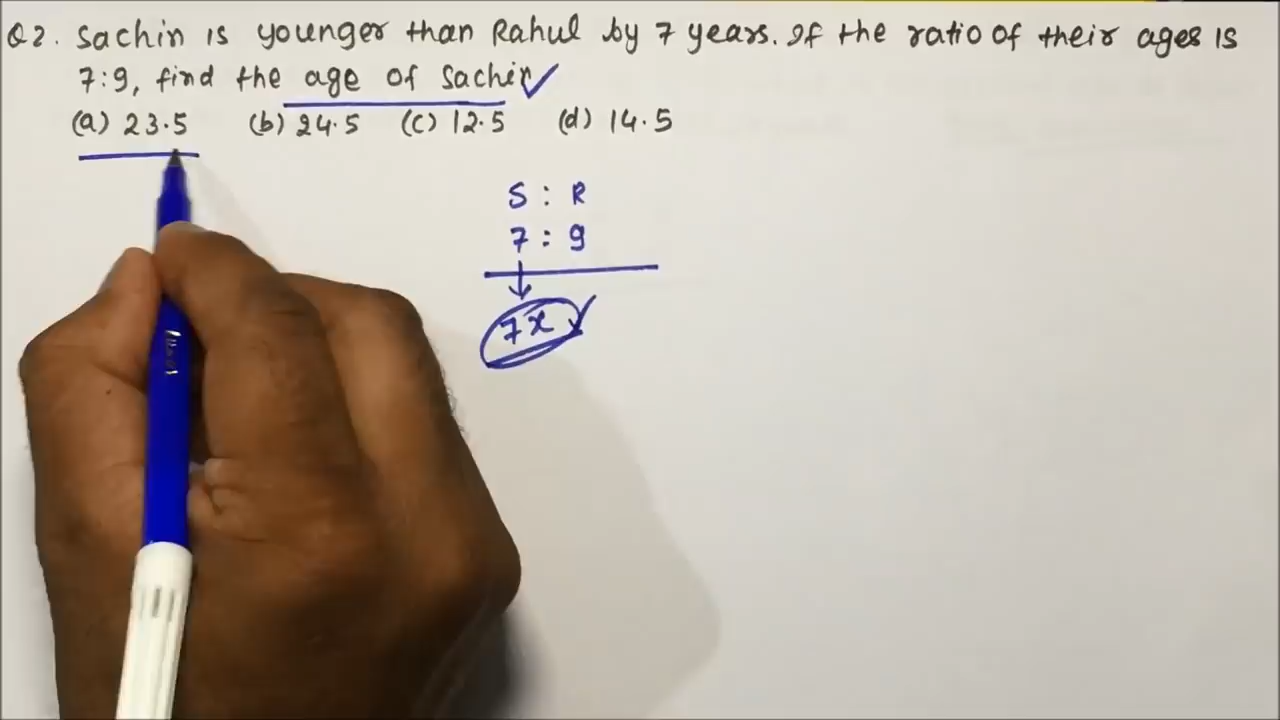 Q2. Sachin is younger than Rahul by 7 years. If the ratio of their ages is
7:9, find the age of Sachin
(a) 23.5 (b) 24.5 (c) 12.5 (d) 14.5
S : R
7 : 9
7x